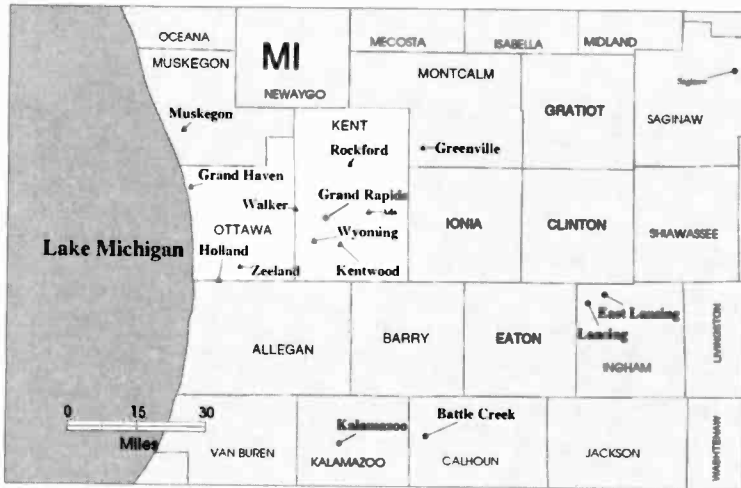 OCEANA
MECOSTA
ISABELLA
MIDLAND
MI
MUSKEGON
NEWAYGO
MONTCALM
GRATIOT
Saginaw
SAGINAW
Muskegon
KENT
Rockford
Greenville
Grand Haven
Walker
Grand Rapids
Ada
OTTAWA
Wyoming
IONIA
CLINTON
SHIAWASSEE
Lake Michigan
Holland
Zeeland
Kentwood
East Lansing
Lansing
ALLEGAN
BARRY
EATON
INGHAM
LIVINGSTON
0 15 30
Miles
VAN BUREN
Kalamazoo
KALAMAZOO
Battle Creek
CALHOUN
JACKSON
WASHTENAW